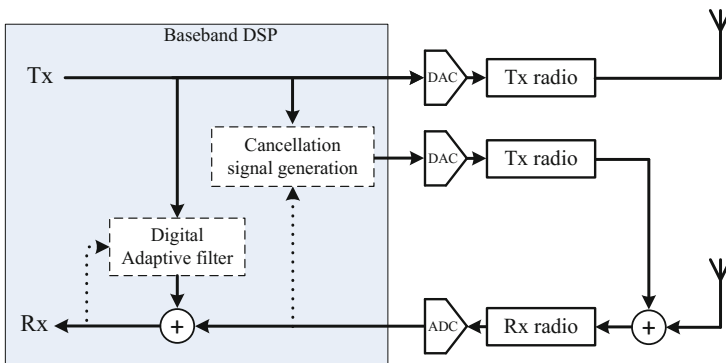 Baseband DSP
Tx
DAC
Tx radio
Cancellation
signal generation
DAC
Tx radio
Digital
Adaptive filter
Rx
+
ADC
Rx radio
+